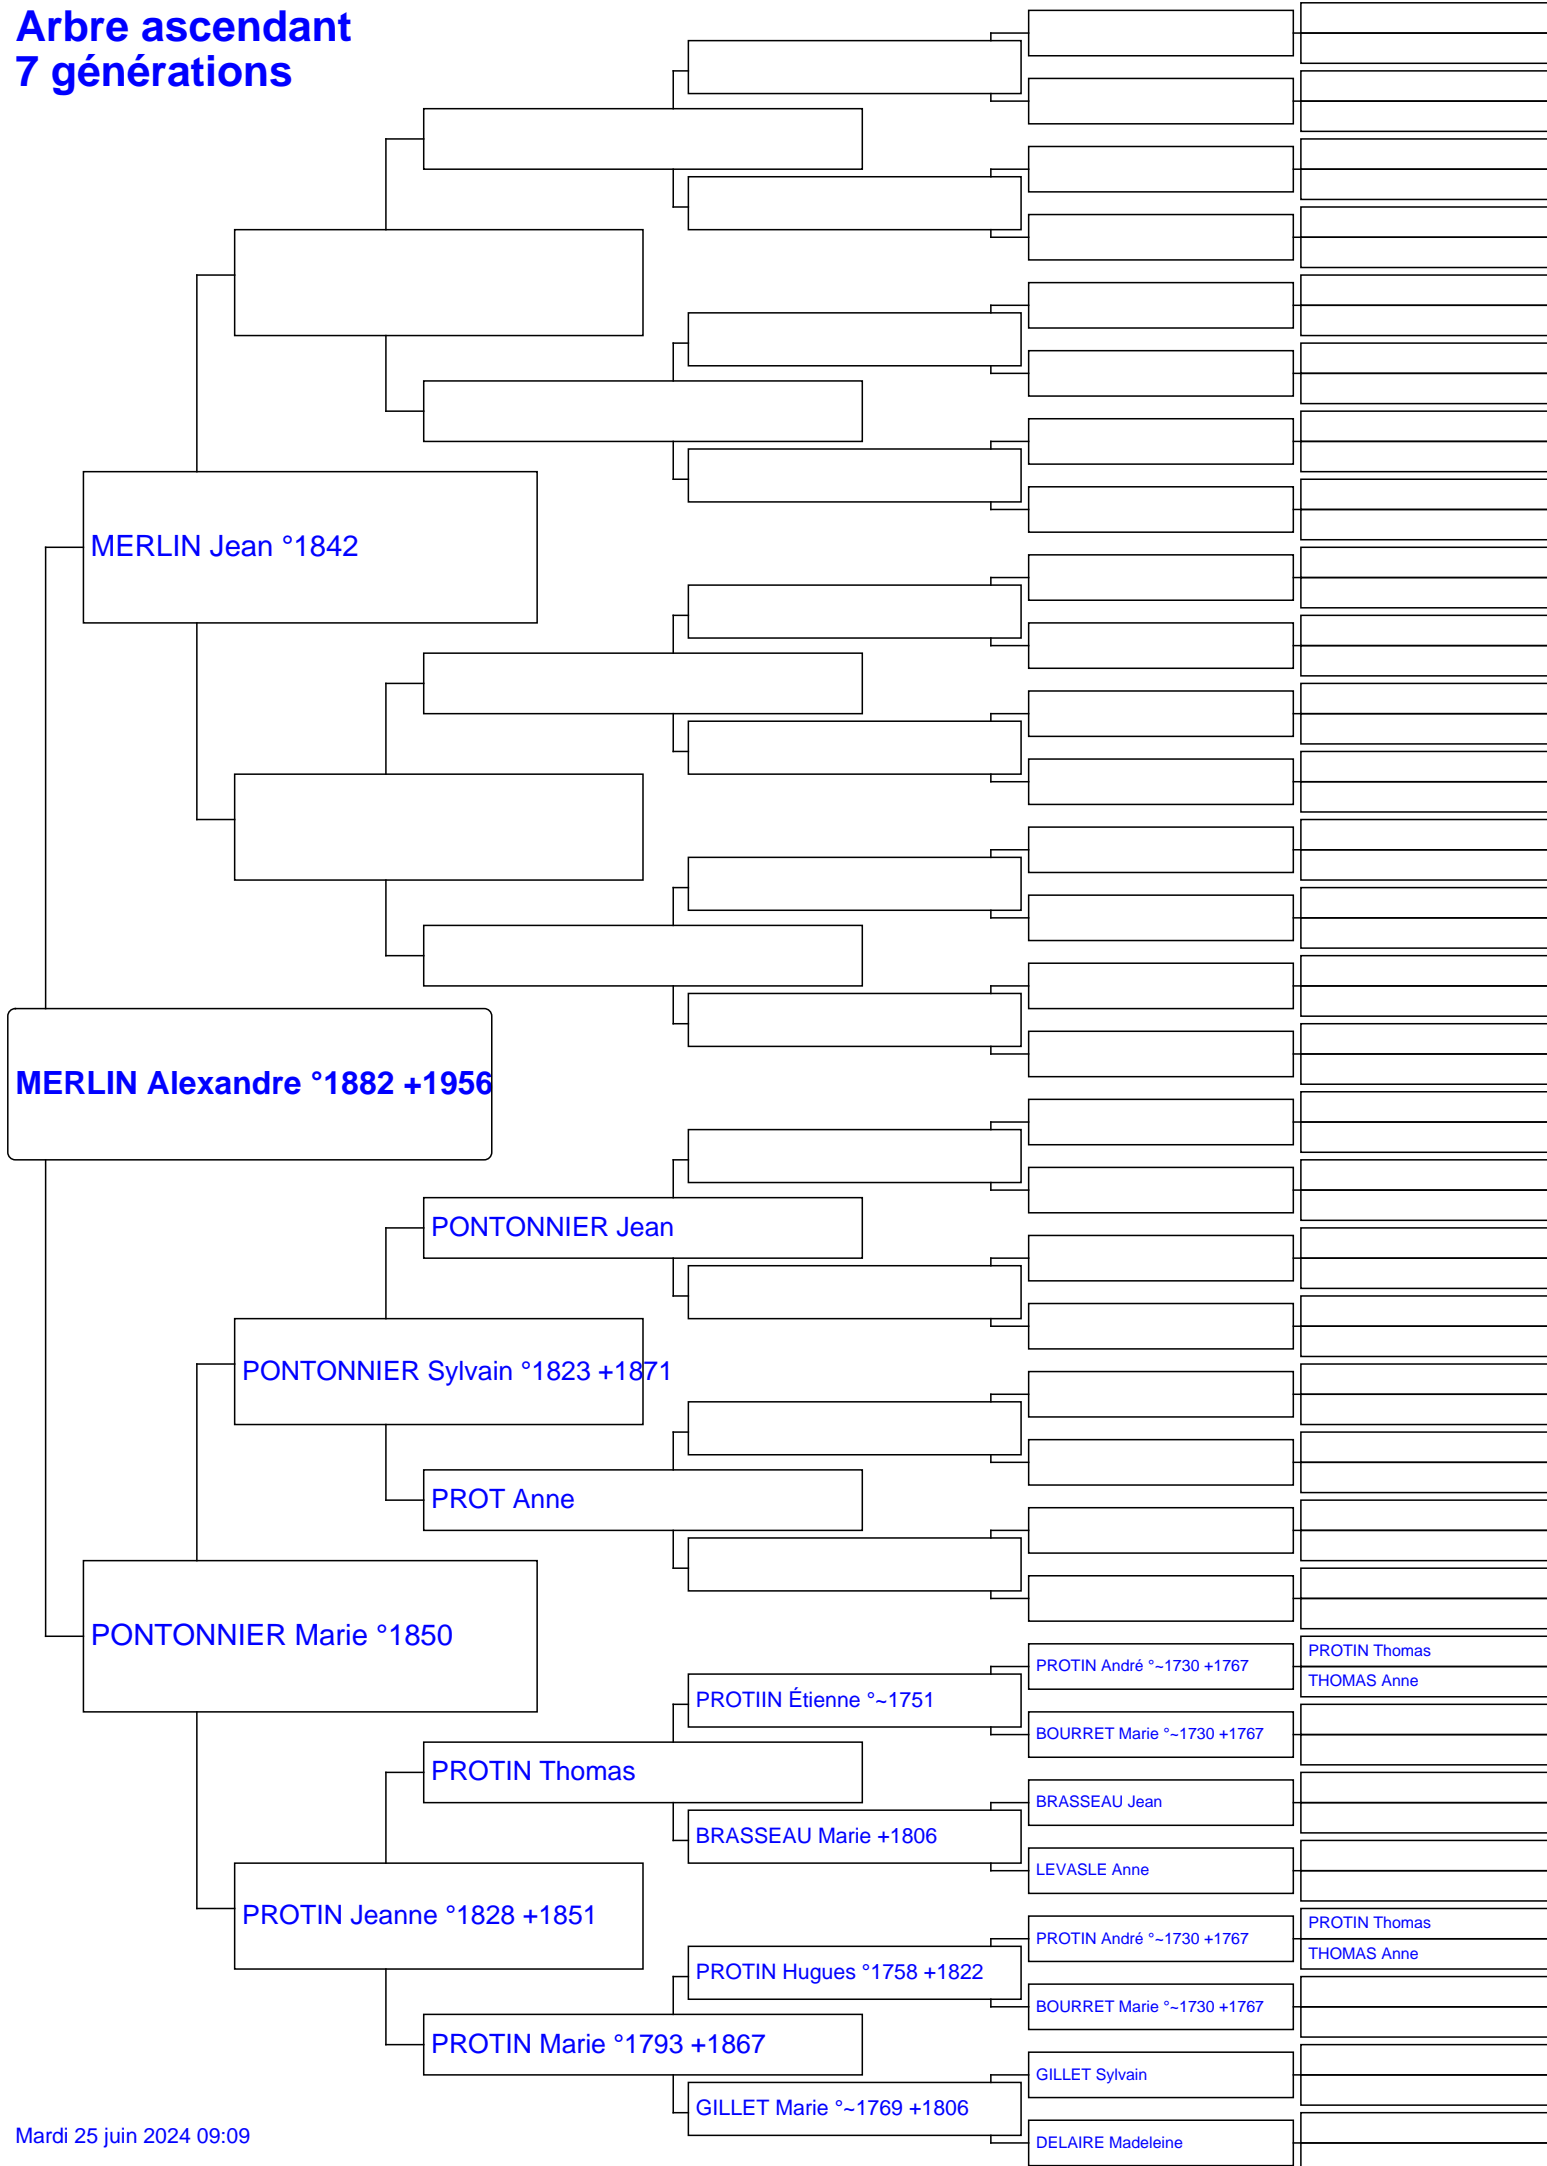 Arbre ascendant
7 générations
MERLIN Jean °1842
MERLIN Alexandre °1882 +1956
PONTONNIER Jean
PONTONNIER Sylvain °1823 +1871
PROT Anne
PONTONNIER Marie °1850
PROTIN Thomas
PROTIN André °~1730 +1767
THOMAS Anne
PROTIIN Étienne °~1751
BOURRET Marie °~1730 +1767
PROTIN Thomas
BRASSEAU Jean
BRASSEAU Marie +1806
LEVASLE Anne
PROTIN Jeanne °1828 +1851
PROTIN Thomas
PROTIN André °~1730 +1767
THOMAS Anne
PROTIN Hugues °1758 +1822
BOURRET Marie °~1730 +1767
PROTIN Marie °1793 +1867
GILLET Sylvain
GILLET Marie °~1769 +1806
DELAIRE Madeleine
Mardi 25 juin 2024 09:09